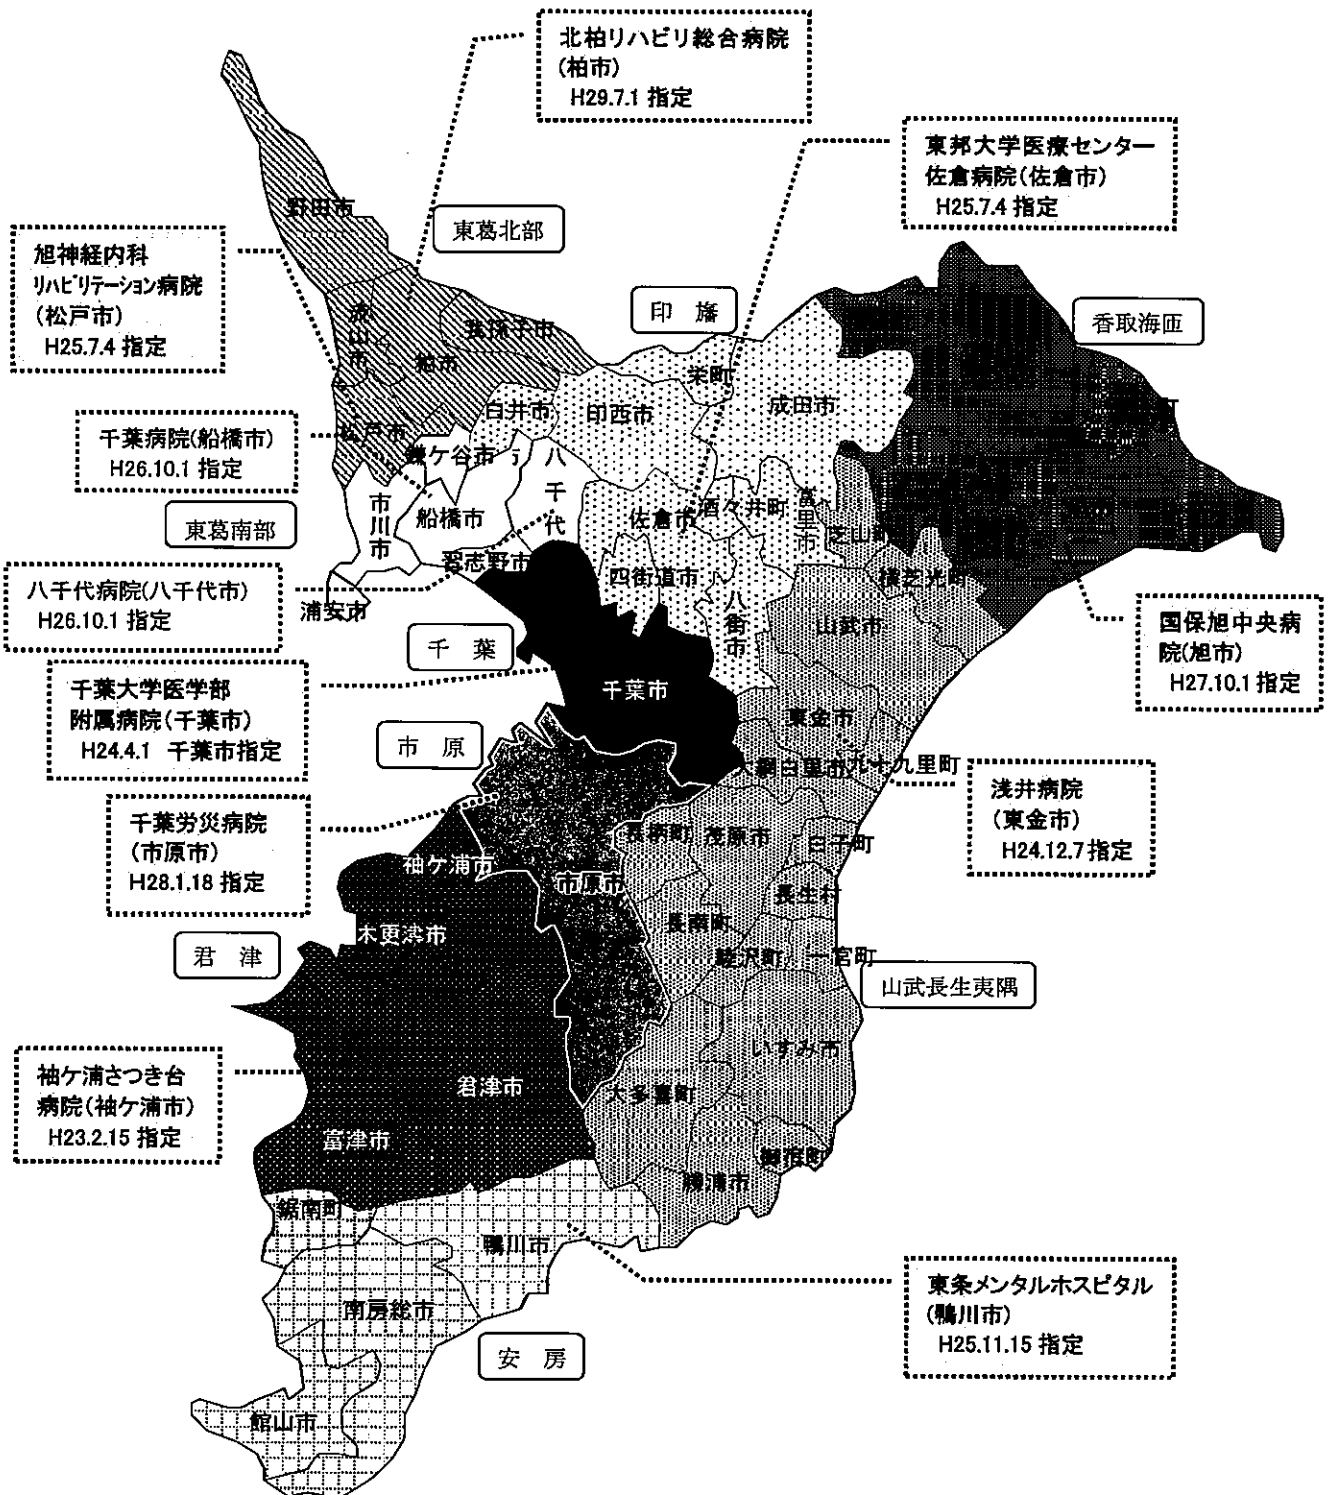 北柏リハビリ総合病院
(柏市)
H29.7.1 指定
東邦大学医療センター
佐倉病院(佐倉市)
H25.7.4 指定
野田市
東葛北部
旭神経内科
リハビリテーション病院
(松戸市)
H25.7.4 指定
印旛
香取海匝
流山市
我孫子市
柏市
栄町
成田市
白井市
印西市
町
千葉病院(船橋市)
H26.10.1 指定
松戸市
鎌ケ谷市
市
八千代
市川市
船橋市
佐倉市
酒々井町
富里市
芝山町
東葛南部
習志野市
四街道市
横芝光町
八千代病院(八千代市)
H26.10.1 指定
浦安市
八街市
山武市
国保旭中央病
院(旭市)
H27.10.1 指定
千葉
千葉大学医学部
附属病院(千葉市)
H24.4.1 千葉市指定
千葉市
東金市
市原
大網白里市
九十九里町
浅井病院
(東金市)
H24.12.7 指定
千葉労災病院
(市原市)
H28.1.18 指定
長柄町
茂原市
白子町
袖ケ浦市
市原市
長生村
木更津市
長南町
君津
睦沢町
一宮町
山武長生夷隅
いすみ市
袖ケ浦さつき台
病院(袖ケ浦市)
H23.2.15 指定
君津市
大多喜町
富津市
御宿町
勝浦市
鋸南町
鴨川市
東条メンタルホスピタル
(鴨川市)
H25.11.15 指定
南房総市
安房
館山市